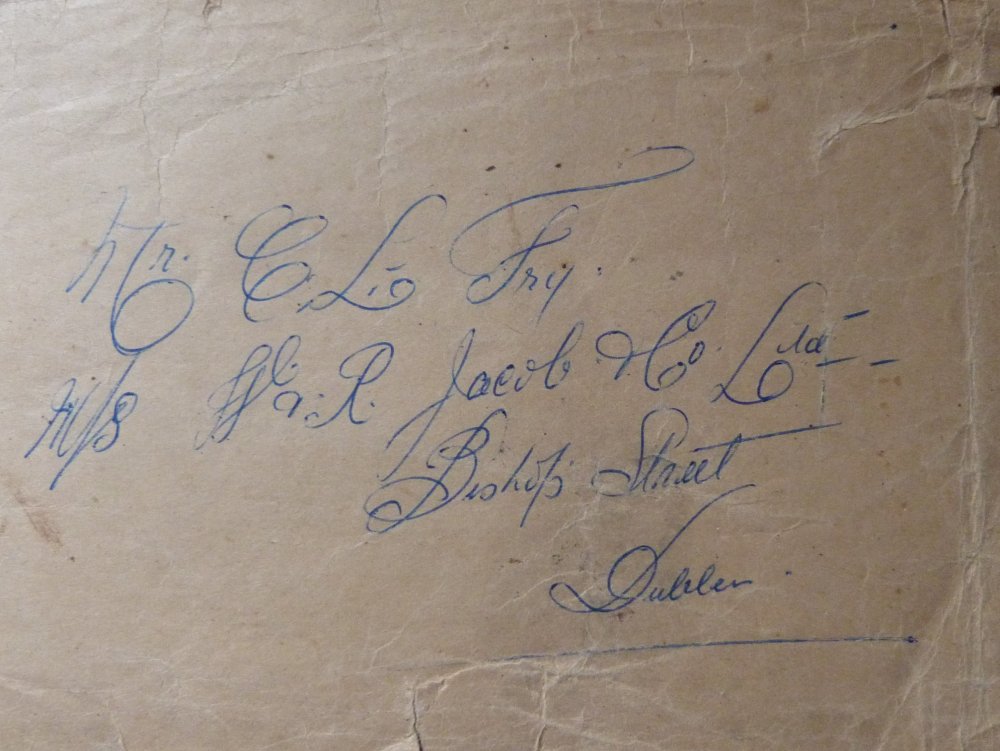 Mr. C. L. Fry.
M/S W. & R. Jacob & Co. Ltd
Bishop Street
Dublin.